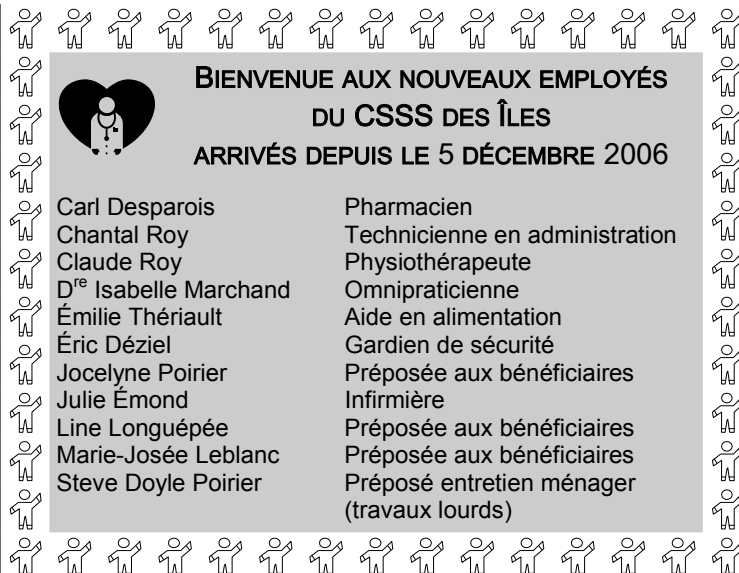 BIENVENUE AUX NOUVEAUX EMPLOYÉS
DU CSSS DES ÎLES
ARRIVÉS DEPUIS LE 5 DÉCEMBRE 2006
Carl Desparois Pharmacien
Chantal Roy Technicienne en administration
Claude Roy Physiothérapeute
Dre Isabelle Marchand Omnipraticienne
Émilie Thériault Aide en alimentation
Éric Déziel Gardien de sécurité
Jocelyne Poirier Préposée aux bénéficiaires
Julie Émond Infirmière
Line Longuépée Préposée aux bénéficiaires
Marie-Josée Leblanc Préposée aux bénéficiaires
Steve Doyle Poirier Préposé entretien ménager
(travaux lourds)